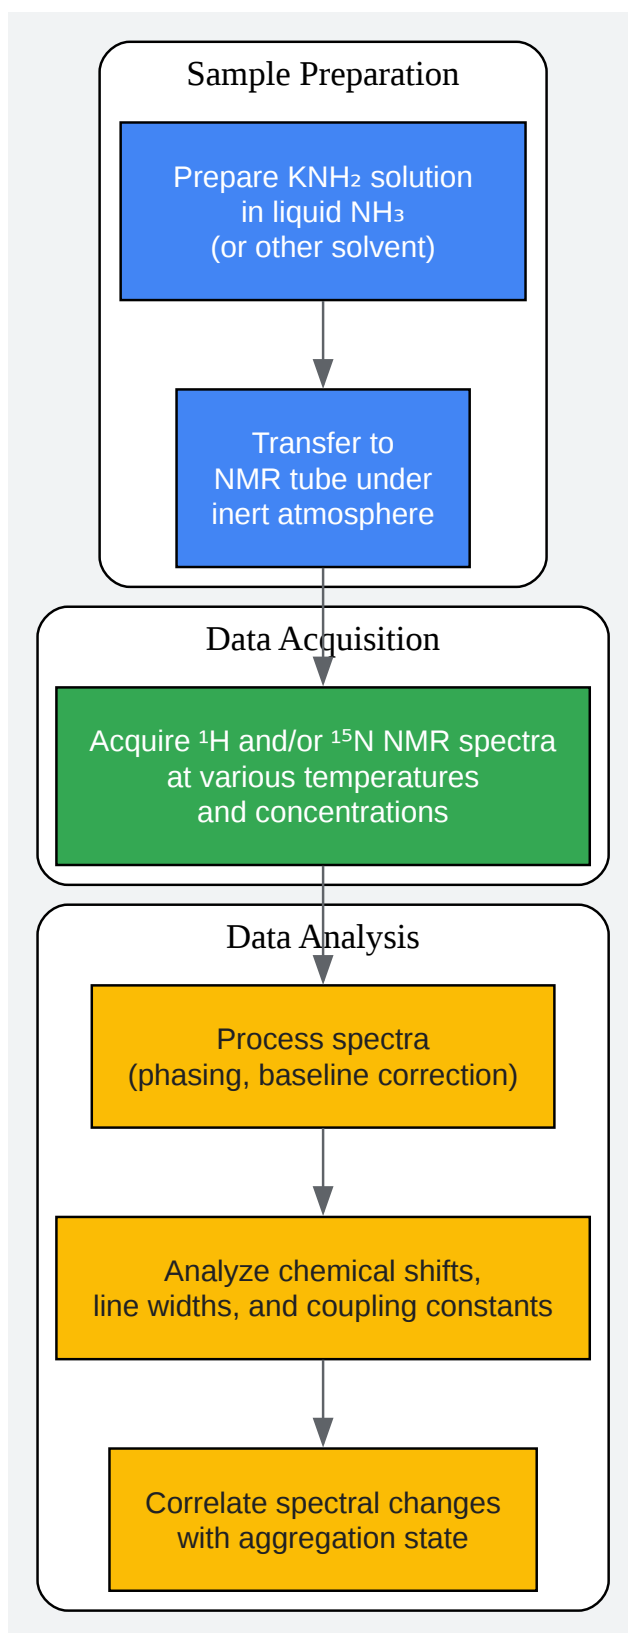 Sample Preparation
Prepare KNH₂ solution
in liquid NH₃
(or other solvent)
Transfer to
NMR tube under
inert atmosphere
Data Acquisition
Acquire ¹H and/or ¹⁵N NMR spectra
at various temperatures
and concentrations
Data Analysis
Process spectra
(phasing, baseline correction)
Analyze chemical shifts,
line widths, and coupling constants
Correlate spectral changes
with aggregation state